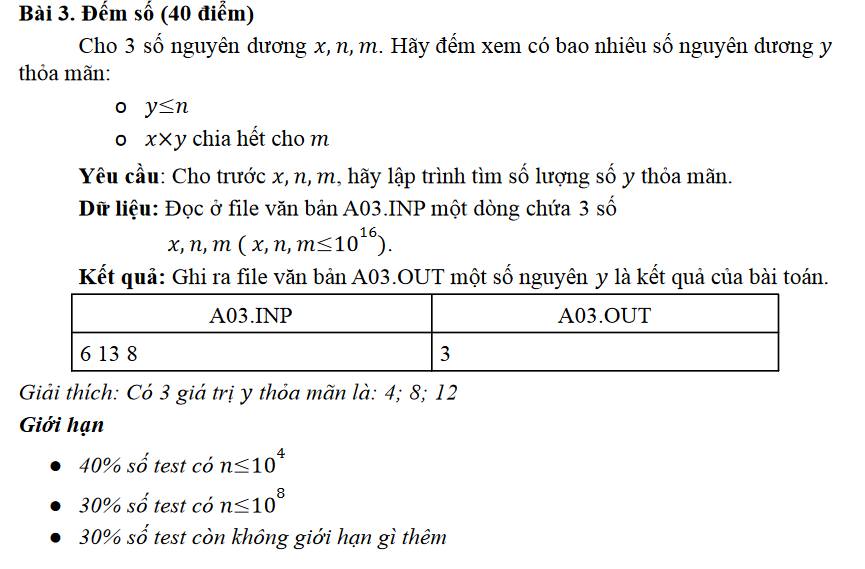 Bài 3. Đếm số (40 điểm)
Cho 3 số nguyên dương x, n, m. Hãy đếm xem có bao nhiêu số nguyên dương y
thỏa mãn:
o y≤n
o x×y chia hết cho m
Yêu cầu: Cho trước x, n, m, hãy lập trình tìm số lượng số y thỏa mãn.
Dữ liệu: Đọc ở file văn bản A03.INP một dòng chứa 3 số
x, n, m ( x, n, m≤10^16).
Kết quả: Ghi ra file văn bản A03.OUT một số nguyên y là kết quả của bài toán.
A03.INP A03.OUT
6 13 8 3
Giải thích: Có 3 giá trị y thỏa mãn là: 4; 8; 12
Giới hạn
● 40% số test có n≤10^4
● 30% số test có n≤10^8
● 30% số test còn không giới hạn gì thêm